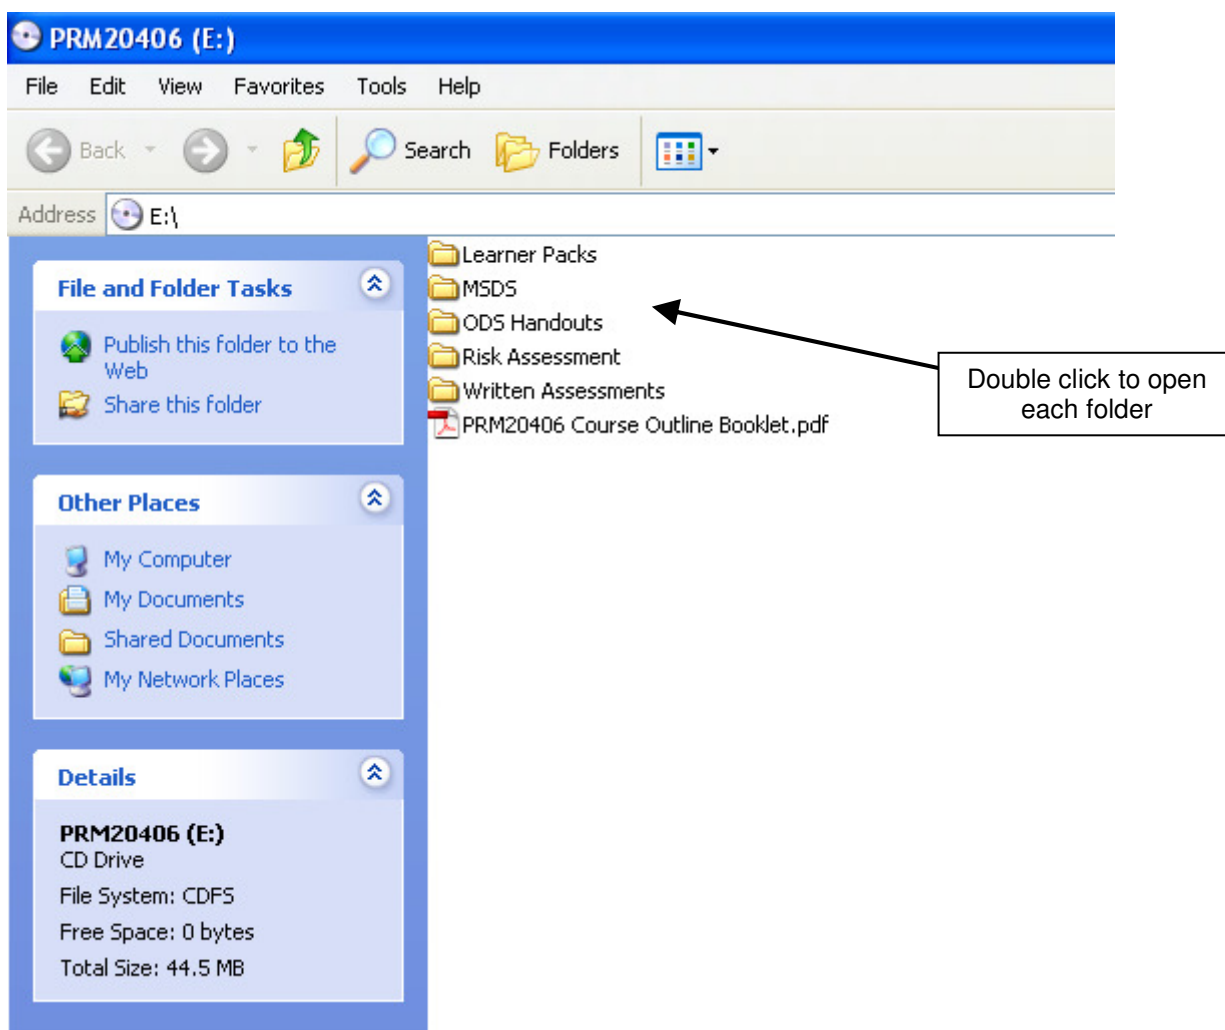 PRM20406 (E:)
File Edit View Favorites Tools Help
Back Search Folders
Address E:\
File and Folder Tasks
Publish this folder to the
Web
Share this folder
Other Places
My Computer
My Documents
Shared Documents
My Network Places
Details
PRM20406 (E:)
CD Drive
File System: CDFS
Free Space: 0 bytes
Total Size: 44.5 MB
Learner Packs
MSDS
ODS Handouts
Risk Assessment
Written Assessments
PRM20406 Course Outline Booklet.pdf
Double click to open
each folder